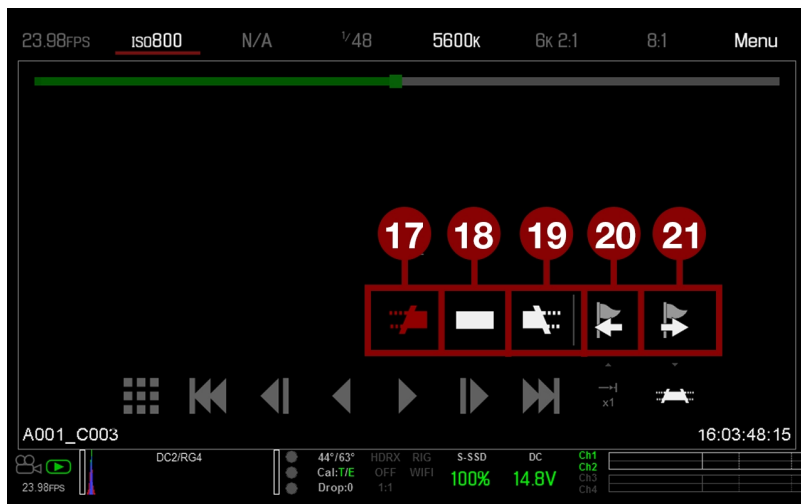 23.98FPS ISO800 N/A 1/48 5600K 6K 2:1 8:1 Menu
17 18 19 20 21
x1
A001_C003 16:03:48:15
DC2/RG4 44°/63° HDRX RIG S-SSD DC Ch1
Cal:T/E OFF WIFI 100% 14.8V Ch2
23.98FPS Drop:0 1:1 Ch3
Ch4